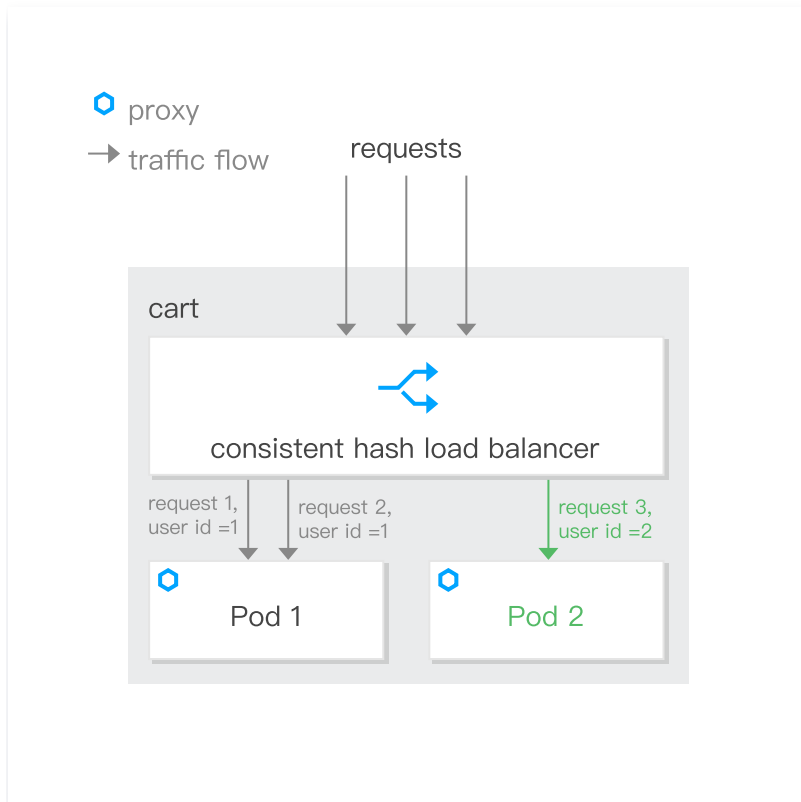 proxy
traffic flow
requests
cart
consistent hash load balancer
request 1,
user id =1
request 2,
user id =1
request 3,
user id =2
Pod 1
Pod 2